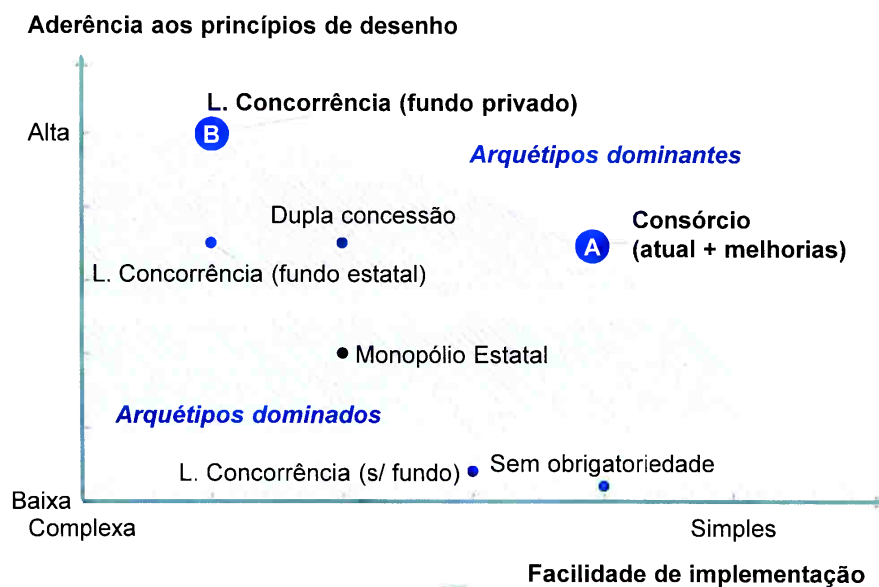 Aderência aos princípios de desenho
L. Concorrência (fundo privado)
Alta
B
Arquétipos dominantes
Dupla concessão
Consórcio
(atual + melhorias)
A
L. Concorrência (fundo estatal)
Monopólio Estatal
Arquétipos dominados
L. Concorrência (s/ fundo)
Sem obrigatoriedade
Baixa
Complexa
Simples
Facilidade de implementação